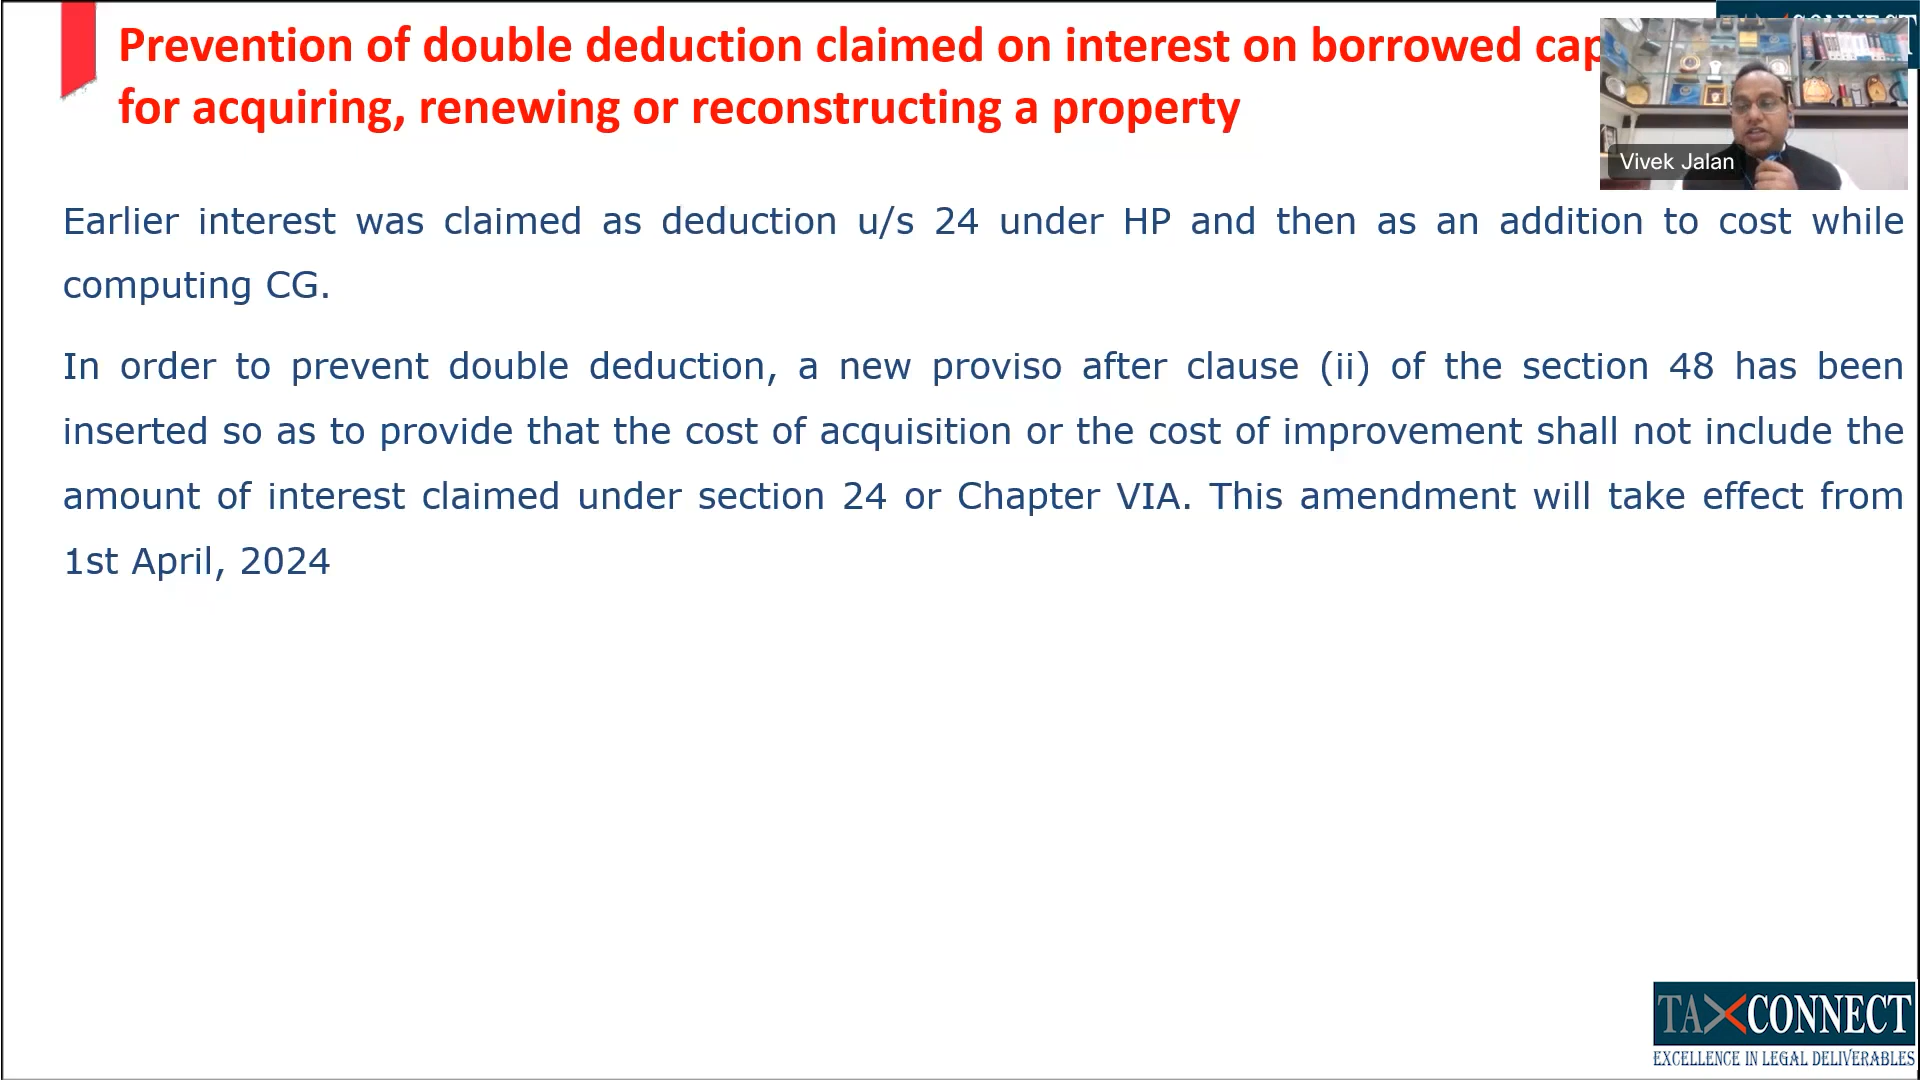 Prevention of double deduction claimed on interest on borrowed cap
for acquiring, renewing or reconstructing a property
Vivek Jalan
Earlier interest was claimed as deduction u/s 24 under HP and then as an addition to cost while
computing CG.
In order to prevent double deduction, a new proviso after clause (ii) of the section 48 has been
inserted so as to provide that the cost of acquisition or the cost of improvement shall not include the
amount of interest claimed under section 24 or Chapter VIA. This amendment will take effect from
1st April, 2024
TAXCONNECT
EXCELLENCE IN LEGAL DELIVERABLES